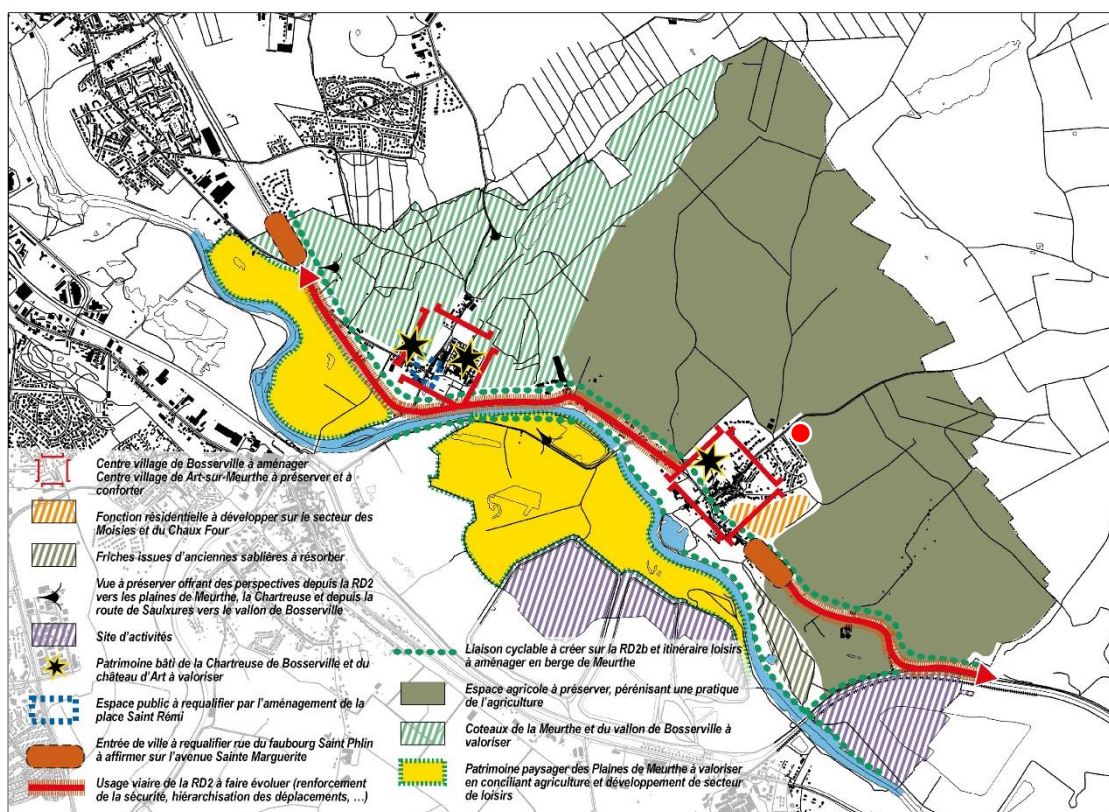 Centre village de Bosserville à aménager
Centre village de Art-sur-Meurthe à préserver et à
conforter
Fonction résidentielle à développer sur le secteur des
Moisies et du Chaux Four
Friches issues d'anciennes sablières à résorber
Vue à préserver offrant des perspectives depuis la RD2
vers les plaines de Meurthe, la Chartreuse et depuis la
route de Saulxures vers le vallon de Bosserville
Site d'activités
Patrimoine bâti de la Chartreuse de Bosserville et du
château d'Art à valoriser
Espace public à requalifier par l'aménagement de la
place Saint Rémi
Entrée de ville à requalifier rue du faubourg Saint Phlin
à affirmer sur l'avenue Sainte Marguerite
Usage viaire de la RD2 à faire évoluer (renforcement
de la sécurité, hiérarchisation des déplacements, ...)
Liaison cyclable à créer sur la RD2b et itinéraire loisirs
à aménager en berge de Meurthe
Espace agricole à préserver, pérénisant une pratique
de l'agriculture
Coteaux de la Meurthe et du vallon de Bosserville à
valoriser
Patrimoine paysager des Plaines de Meurthe à valoriser
en conciliant agriculture et développement de secteur
de loisirs